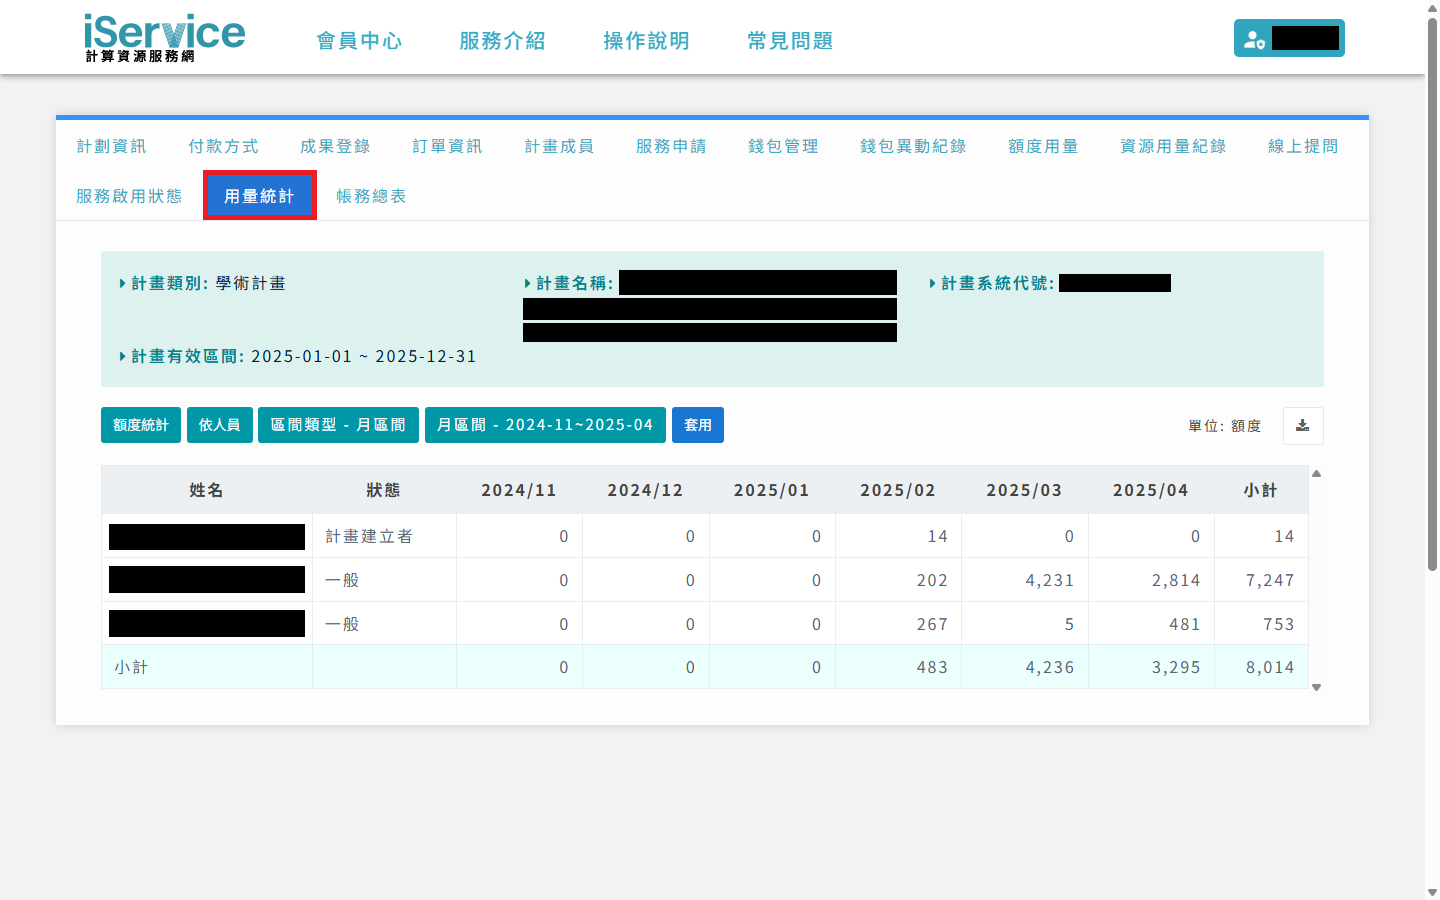 iService
計算資源服務網
會員中心 服務介紹 操作說明 常見問題
計劃資訊 付款方式 成果登錄 訂單資訊 計畫成員 服務申請 錢包管理 錢包異動紀錄 額度用量 資源用量紀錄 線上提問
服務啟用狀態 用量統計 帳務總表
計畫類別: 學術計畫 計畫名稱: 計畫系統代號:
計畫有效區間: 2025-01-01 ~ 2025-12-31
額度統計 依人員 區間類型 - 月區間 月區間 - 2024-11~2025-04 套用 單位: 額度
姓名 狀態 2024/11 2024/12 2025/01 2025/02 2025/03 2025/04 小計
計畫建立者 0 0 0 14 0 0 14
一般 0 0 0 202 4,231 2,814 7,247
一般 0 0 0 267 5 481 753
小計 0 0 0 483 4,236 3,295 8,014